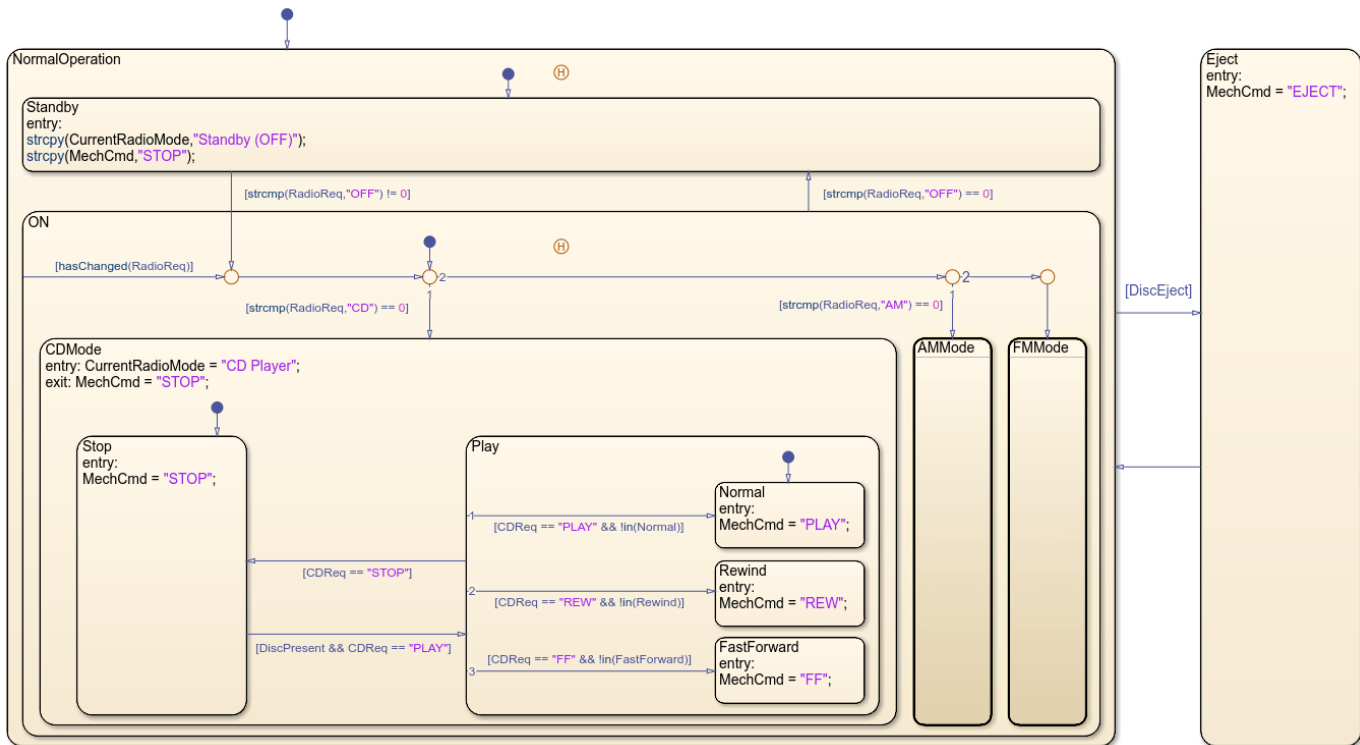 NormalOperation
H
Standby
entry:
strcpy(CurrentRadioMode,"Standby (OFF)");
strcpy(MechCmd,"STOP");
[strcmp(RadioReq,"OFF") != 0]
[strcmp(RadioReq,"OFF") == 0]
ON
H
[hasChanged(RadioReq)]
2
2
1
1
[strcmp(RadioReq,"CD") == 0]
[strcmp(RadioReq,"AM") == 0]
CDMode
entry: CurrentRadioMode = "CD Player";
exit: MechCmd = "STOP";
Stop
entry:
MechCmd = "STOP";
Play
1
[CDReq == "PLAY" && !in(Normal)]
Normal
entry:
MechCmd = "PLAY";
[CDReq == "STOP"]
2
[CDReq == "REW" && !in(Rewind)]
Rewind
entry:
MechCmd = "REW";
[DiscPresent && CDReq == "PLAY"]
[CDReq == "FF" && !in(FastForward)]
3
FastForward
entry:
MechCmd = "FF";
AMMode
FMMode
[DiscEject]
Eject
entry:
MechCmd = "EJECT";